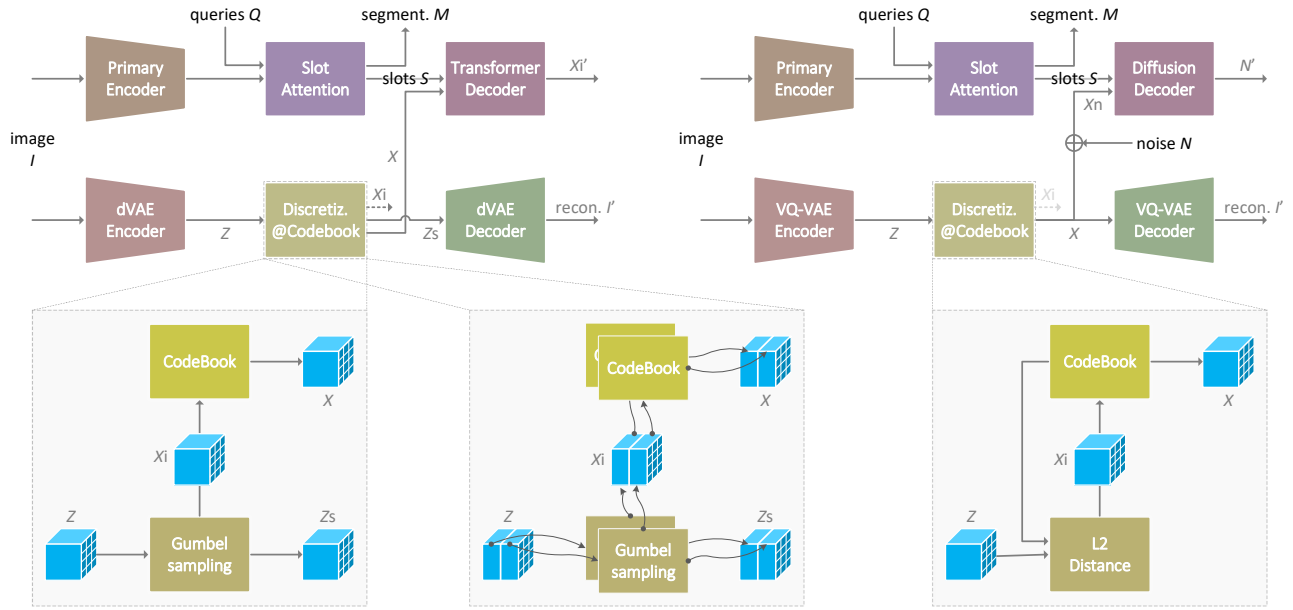 queries Q
segment. M
Primary
Encoder
Slot
Attention
slots S
Transformer
Decoder
Xi’
image
I
X
dVAE
Encoder
Z
Discretiz.
@Codebook
Xi
Zs
dVAE
Decoder
recon. I’
queries Q
segment. M
Primary
Encoder
Slot
Attention
slots S
Xn
Diffusion
Decoder
N’
image
I
noise N
VQ-VAE
Encoder
Z
Discretiz.
@Codebook
Xi
X
VQ-VAE
Decoder
recon. I’
CodeBook
X
Xi
Z
Gumbel
sampling
Zs
CodeBook
X
Xi
Z
Gumbel
sampling
Zs
CodeBook
X
Xi
Z
L2
Distance